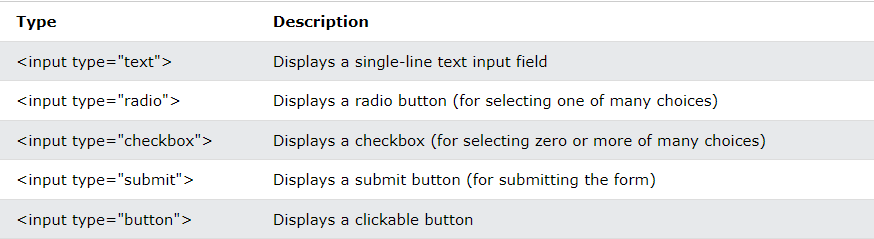 Type Description
<input type="text"> Displays a single-line text input field
<input type="radio"> Displays a radio button (for selecting one of many choices)
<input type="checkbox"> Displays a checkbox (for selecting zero or more of many choices)
<input type="submit"> Displays a submit button (for submitting the form)
<input type="button"> Displays a clickable button